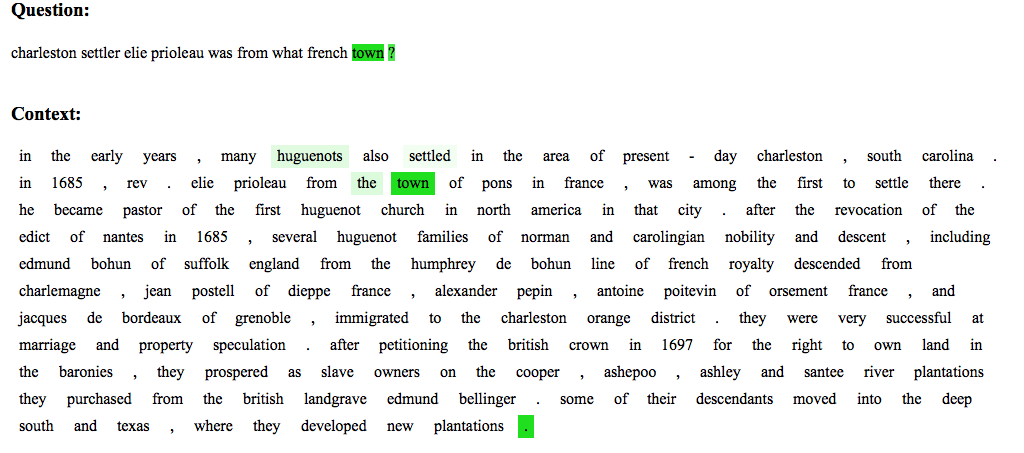 Question:
charleston settler elie prioleau was from what french town ?
Context:
in the early years , many huguenots also settled in the area of present - day charleston , south carolina .
in 1685 , rev . elie prioleau from the town of pons in france , was among the first to settle there .
he became pastor of the first huguenot church in north america in that city . after the revocation of the
edict of nantes in 1685 , several huguenot families of norman and carolingian nobility and descent , including
edmund bohun of suffolk england from the humphrey de bohun line of french royalty descended from
charlemagne , jean postell of dieppe france , alexander pepin , antoine poitevin of orsement france , and
jacques de bordeaux of grenoble , immigrated to the charleston orange district . they were very successful at
marriage and property speculation . after petitioning the british crown in 1697 for the right to own land in
the baronies , they prospered as slave owners on the cooper , ashepoo , ashley and santee river plantations
they purchased from the british landgrave edmund bellinger . some of their descendants moved into the deep
south and texas , where they developed new plantations .